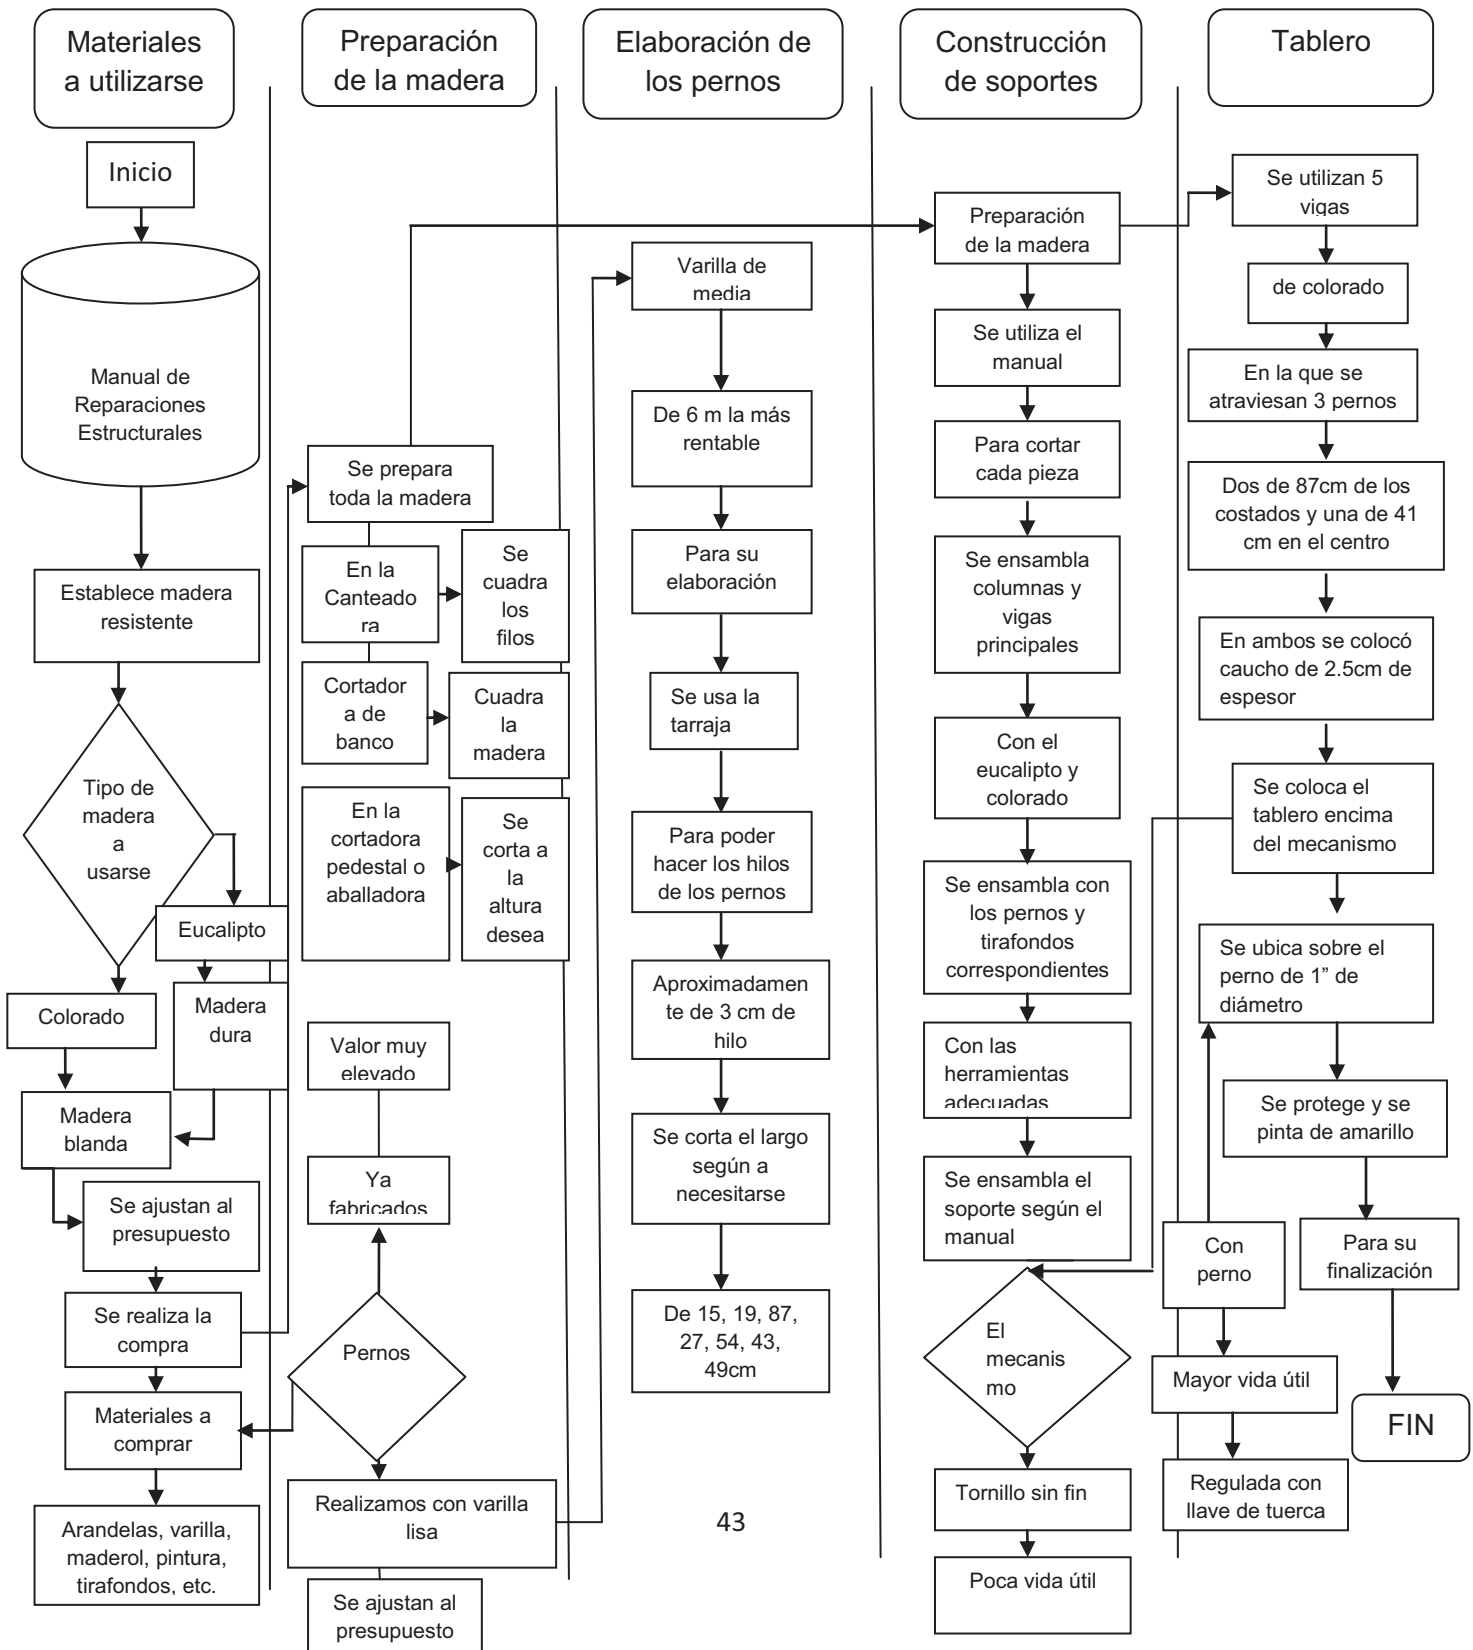 Materiales
a utilizarse
Preparación
de la madera
Elaboración de
los pernos
Construcción
de soportes
Tablero
Inicio
Manual de
Reparaciones
Estructurales
Establece madera
resistente
Tipo de
madera
a
usarse
Eucalipto
Madera
dura
Colorado
Madera
blanda
Se ajustan al
presupuesto
Se realiza la
compra
Materiales a
comprar
Arandelas, varilla,
maderol, pintura,
tirafondos, etc.
Se prepara
toda la madera
En la
Canteado
ra
Se
cuadra
los
filos
Cortador
a de
banco
Cuadra
la
madera
En la
cortadora
pedestal o
aballadora
Se
corta a
la
altura
desea
Valor muy
elevado
Ya
fabricados
Pernos
Realizamos con varilla
lisa
Se ajustan al
presupuesto
Varilla de
media
De 6 m la más
rentable
Para su
elaboración
Se usa la
tarraja
Para poder
hacer los hilos
de los pernos
Aproximadamen
te de 3 cm de
hilo
Se corta el largo
según a
necesitarse
De 15, 19, 87,
27, 54, 43,
49cm
43
Preparación
de la madera
Se utiliza el
manual
Para cortar
cada pieza
Se ensambla
columnas y
vigas
principales
Con el
eucalipto y
colorado
Se ensambla con
los pernos y
tirafondos
correspondientes
Con las
herramientas
adecuadas
Se ensambla el
soporte según el
manual
El
mecanis
mo
Tornillo sin fin
Poca vida útil
Se utilizan 5
vigas
de colorado
En la que se
atraviesan 3 pernos
Dos de 87cm de los
costados y una de 41
cm en el centro
En ambos se colocó
caucho de 2.5cm de
espesor
Se coloca el
tablero encima
del mecanismo
Se ubica sobre el
perno de 1” de
diámetro
Se protege y se
pinta de amarillo
Con
perno
Para su
finalización
Mayor vida útil
FIN
Regulada con
llave de tuerca